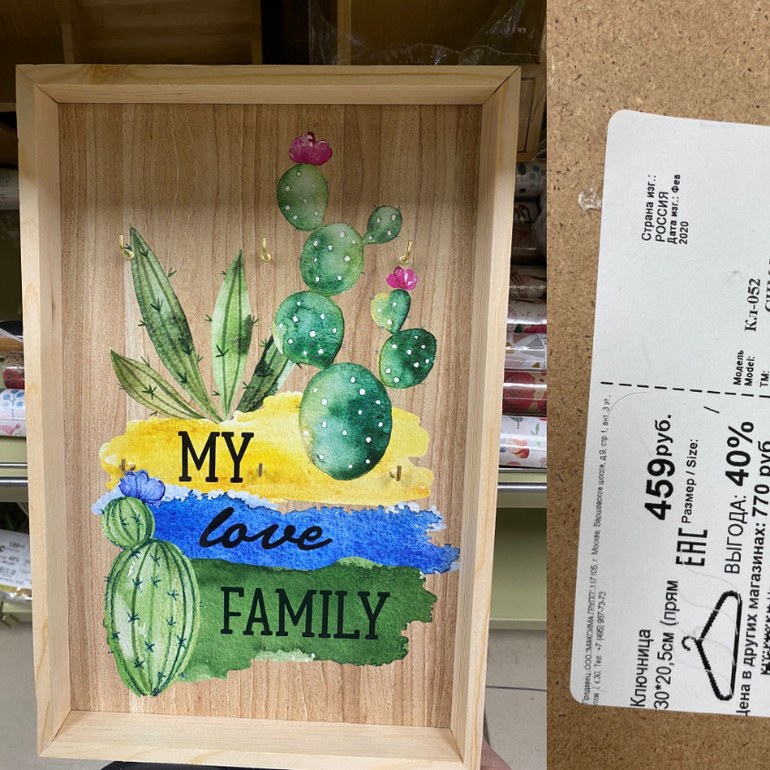 MY
love
FAMILY
Страна изг.:
РОССИЯ
Дата изг.: Фев
2020
Модель
Model: Кл-052
ТМ:
459руб.
Размер / Size: /
ЕАС
ВЫГОДА: 40%
цена в других магазинах: 770 руб.
Ключница
30*20,5см (прям